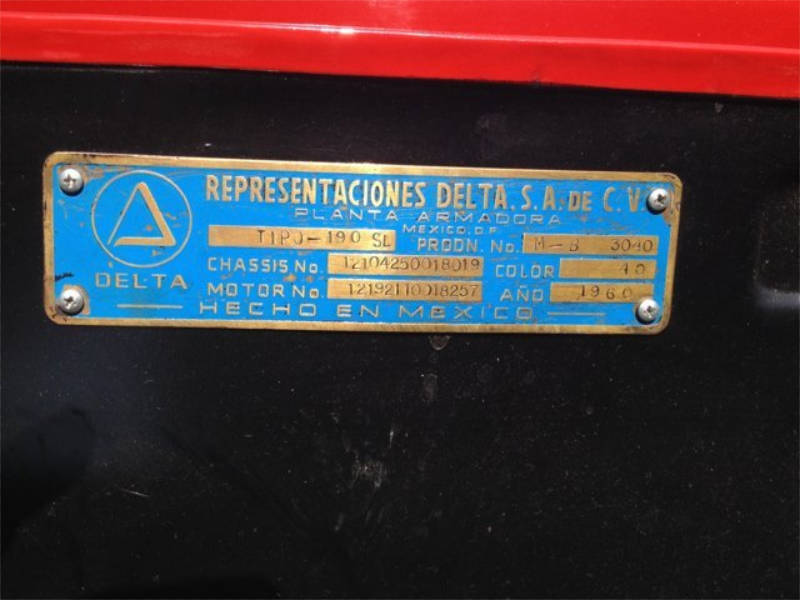 REPRESENTACIONES DELTA, S.A. DE C.V.
PLANTA ARMADORA
MEXICO, D.F.
TIPO-190 SL PRODN. No. M-B 3040
CHASSIS No. 12104250018019 COLOR 40
MOTOR No. 12192110018257 AÑO 1960
HECHO EN MEXICO
DELTA